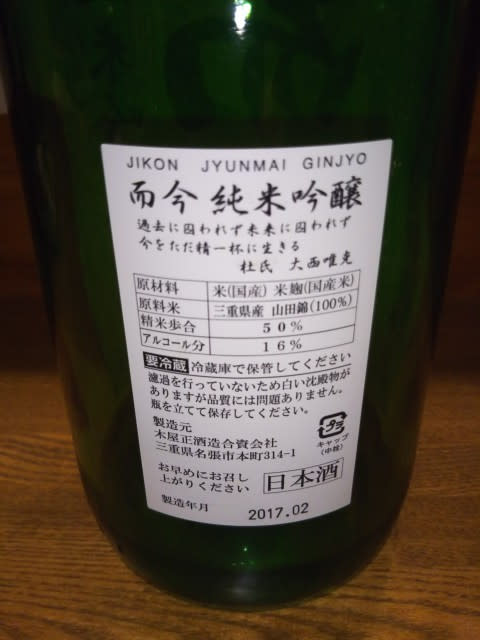 JIKON JYUNMAI GINJYO
而今 純米吟醸
過去に囚われず未来に囚われず
今をただ精一杯に生きる
杜氏 大西唯克
原材料 米(国産) 米麹(国産米)
原料米 三重県産 山田錦(100%)
精米歩合 50%
アルコール分 16%
要冷蔵 冷蔵庫で保管してください
濾過を行っていないため白い沈殿物が
ありますが品質には問題ありません。
瓶を立てて保存してください。
製造元
木屋正酒造合資会社
三重県名張市本町314-1
プラ
キャップ
(中栓)
お早めにお召し
上がりください
日本酒
製造年月 2017.02